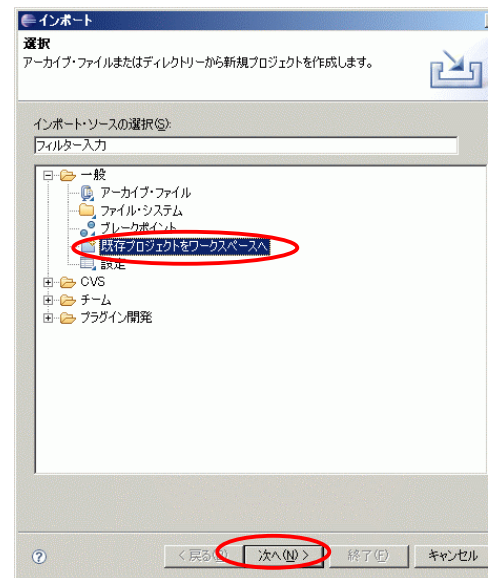 インポート
選択
アーカイブ・ファイルまたはディレクトリーから新規プロジェクトを作成します。
インポート・ソースの選択(S):
フィルター入力
一般
アーカイブ・ファイル
ファイル・システム
ブレークポイント
既存プロジェクトをワークスペースへ
設定
CVS
チーム
プラグイン開発
< 戻る
次へ(N) >
終了(F)
キャンセル